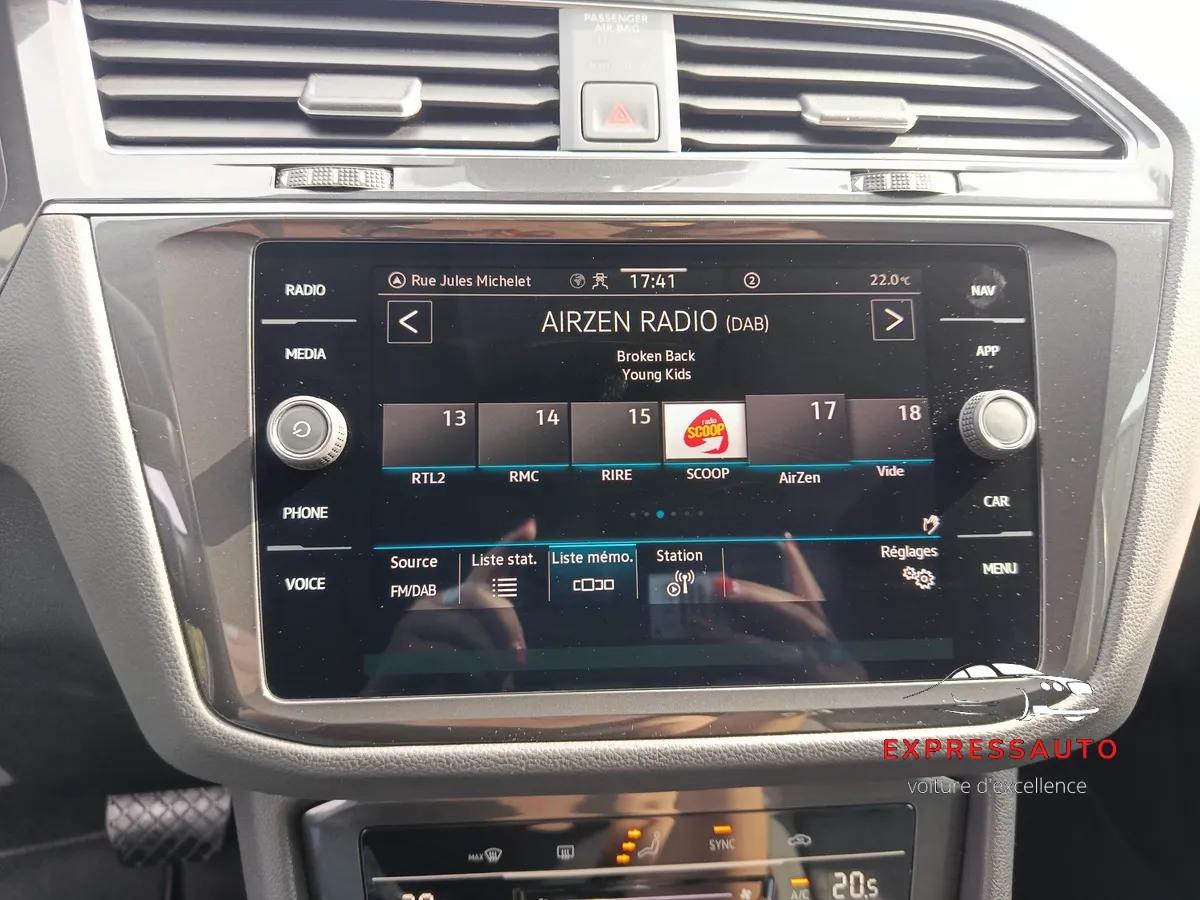 PASSENGER
AIR BAG
RADIO
MEDIA
PHONE
VOICE
Rue Jules Michelet
17:41
2
22.0°C
< AIRZEN RADIO (DAB) >
Broken Back
Young Kids
13 14 15 radio SCOOP 17 18
RTL2 RMC RIRE SCOOP AirZen Vide
Source Liste stat. Liste mémo. Station Réglages
FM/DAB
NAV
APP
CAR
MENU
EXPRESSAUTO
voiture d'excellence
MAX SYNC
A/C 20.5